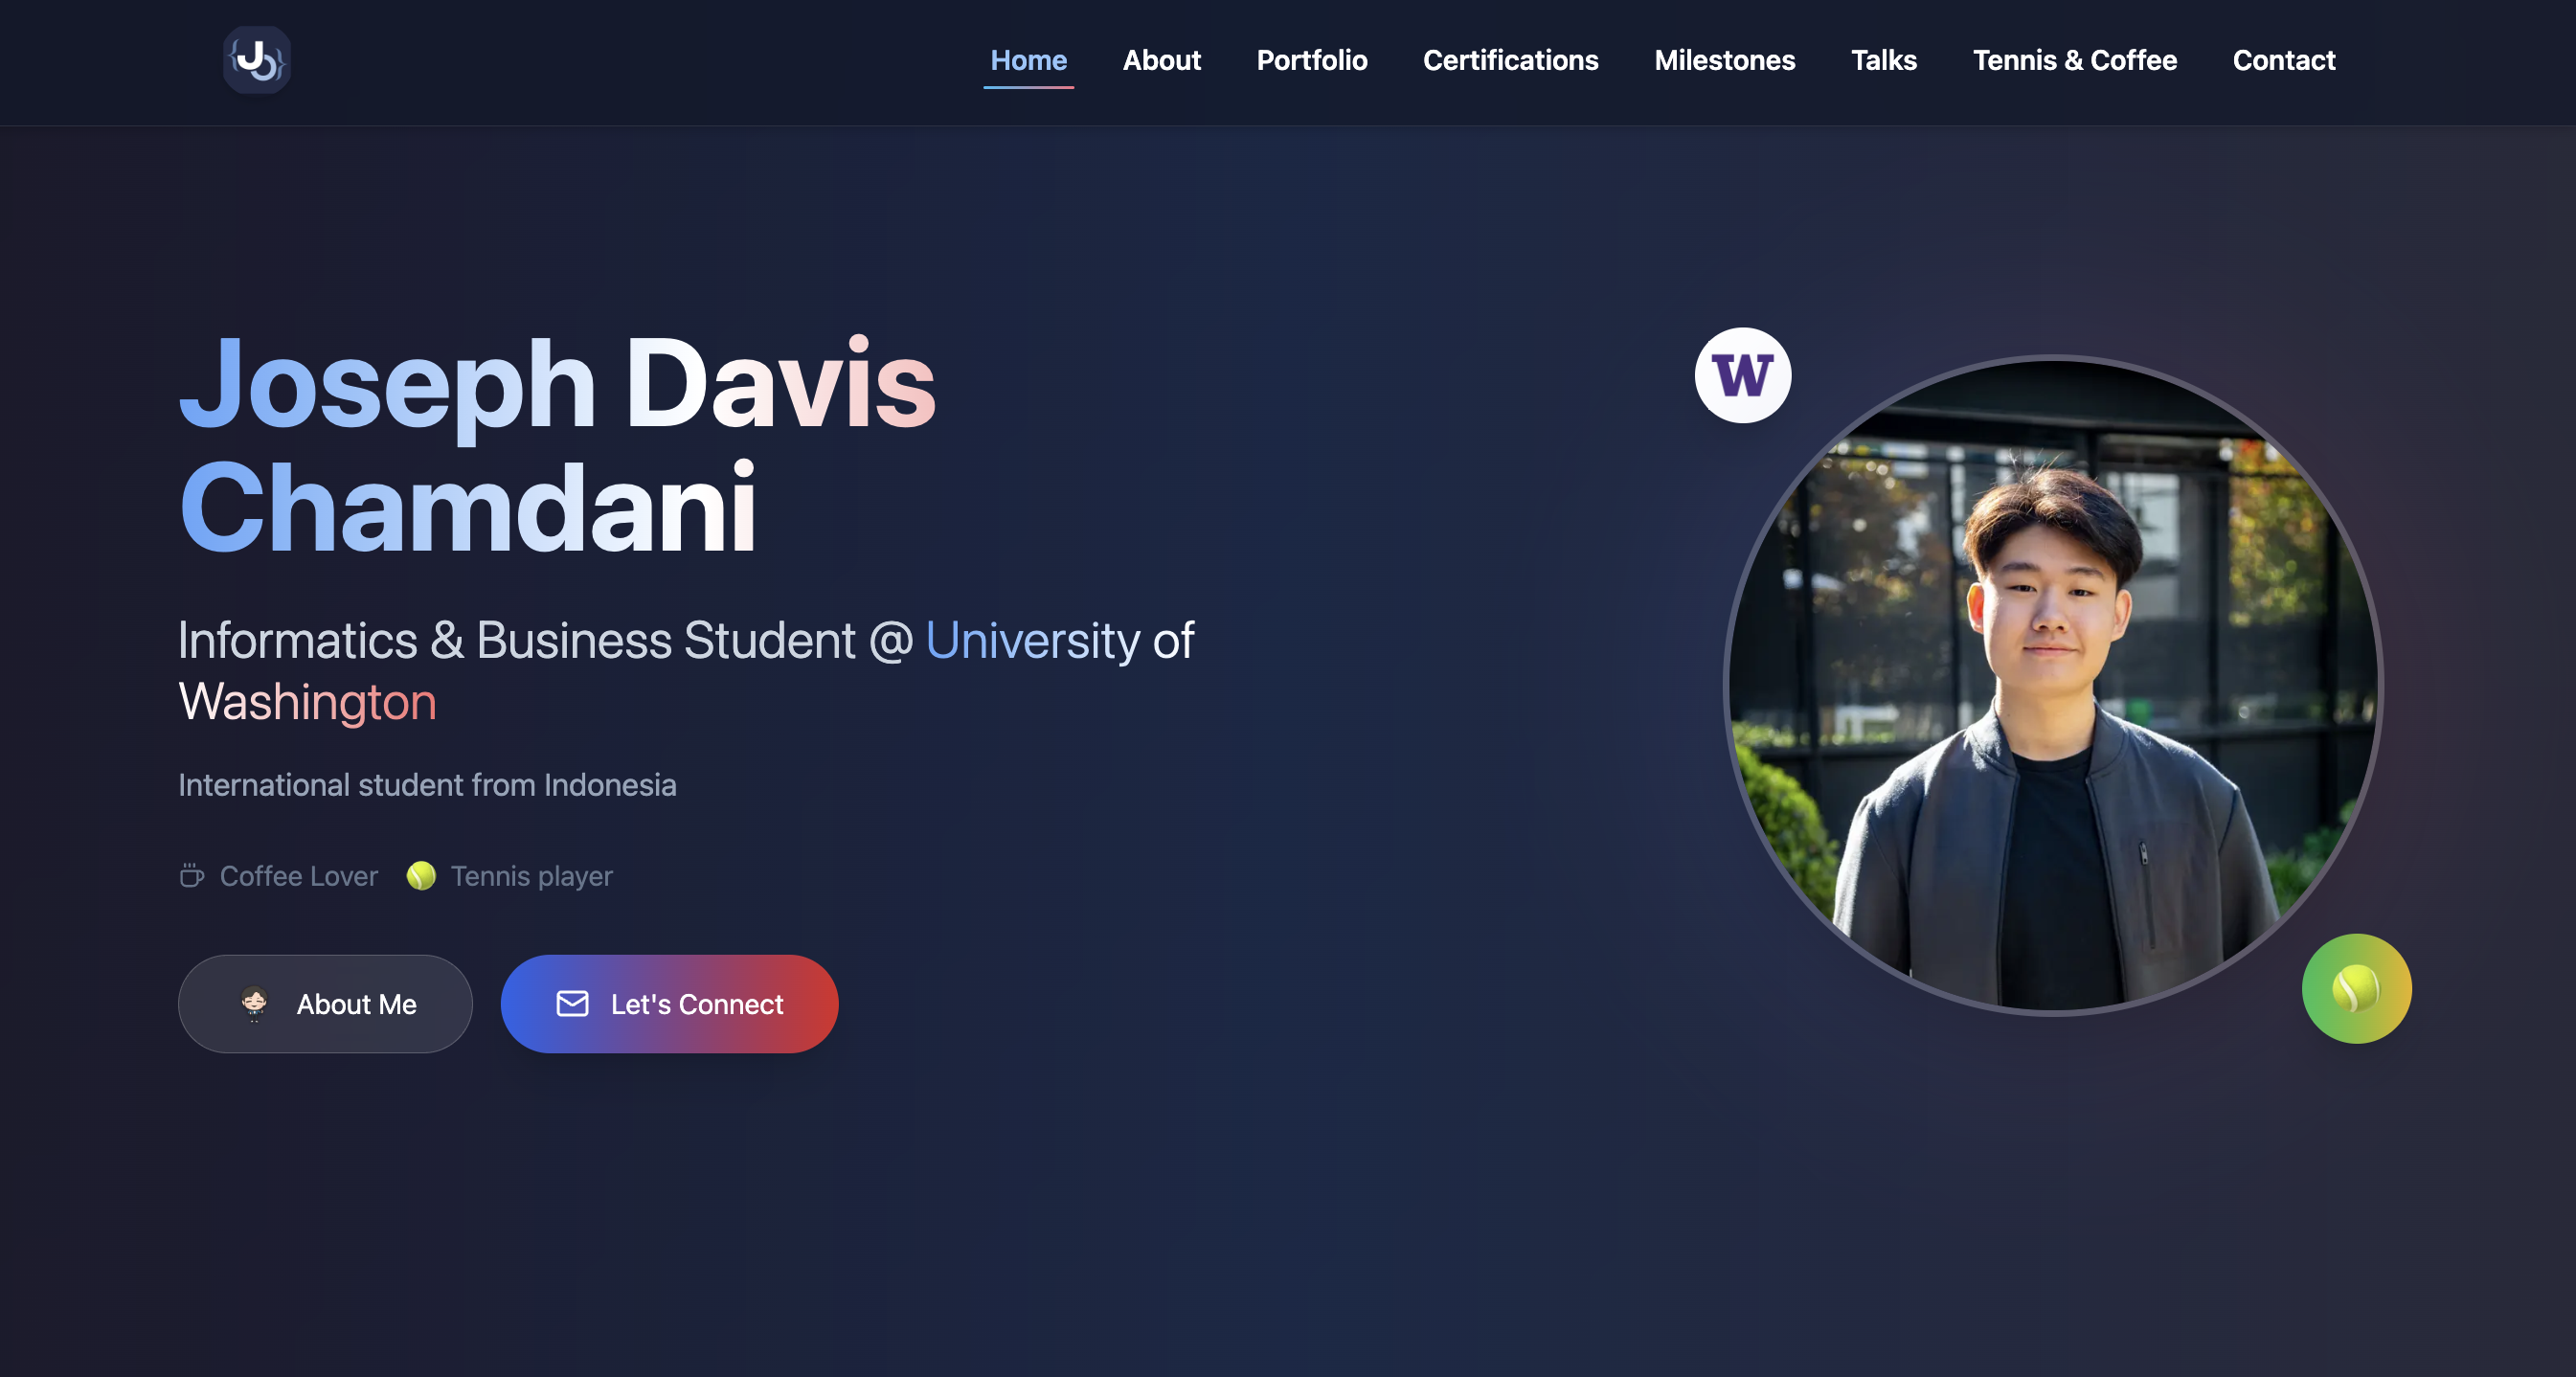 J
Home
About
Portfolio
Certifications
Milestones
Talks
Tennis & Coffee
Contact
Joseph Davis
Chamdani
W
Informatics & Business Student @ University of
Washington
International student from Indonesia
Coffee Lover
Tennis player
About Me
Let's Connect